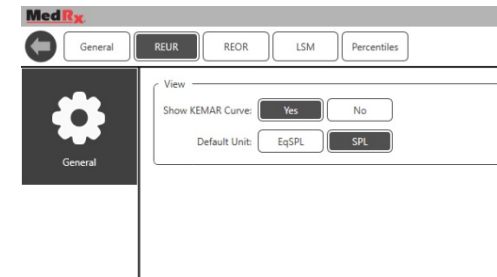 MedRx
General REUR REOR LSM Percentiles
View
Show KEMAR Curve: Yes No
Default Unit: EqSPL SPL
General